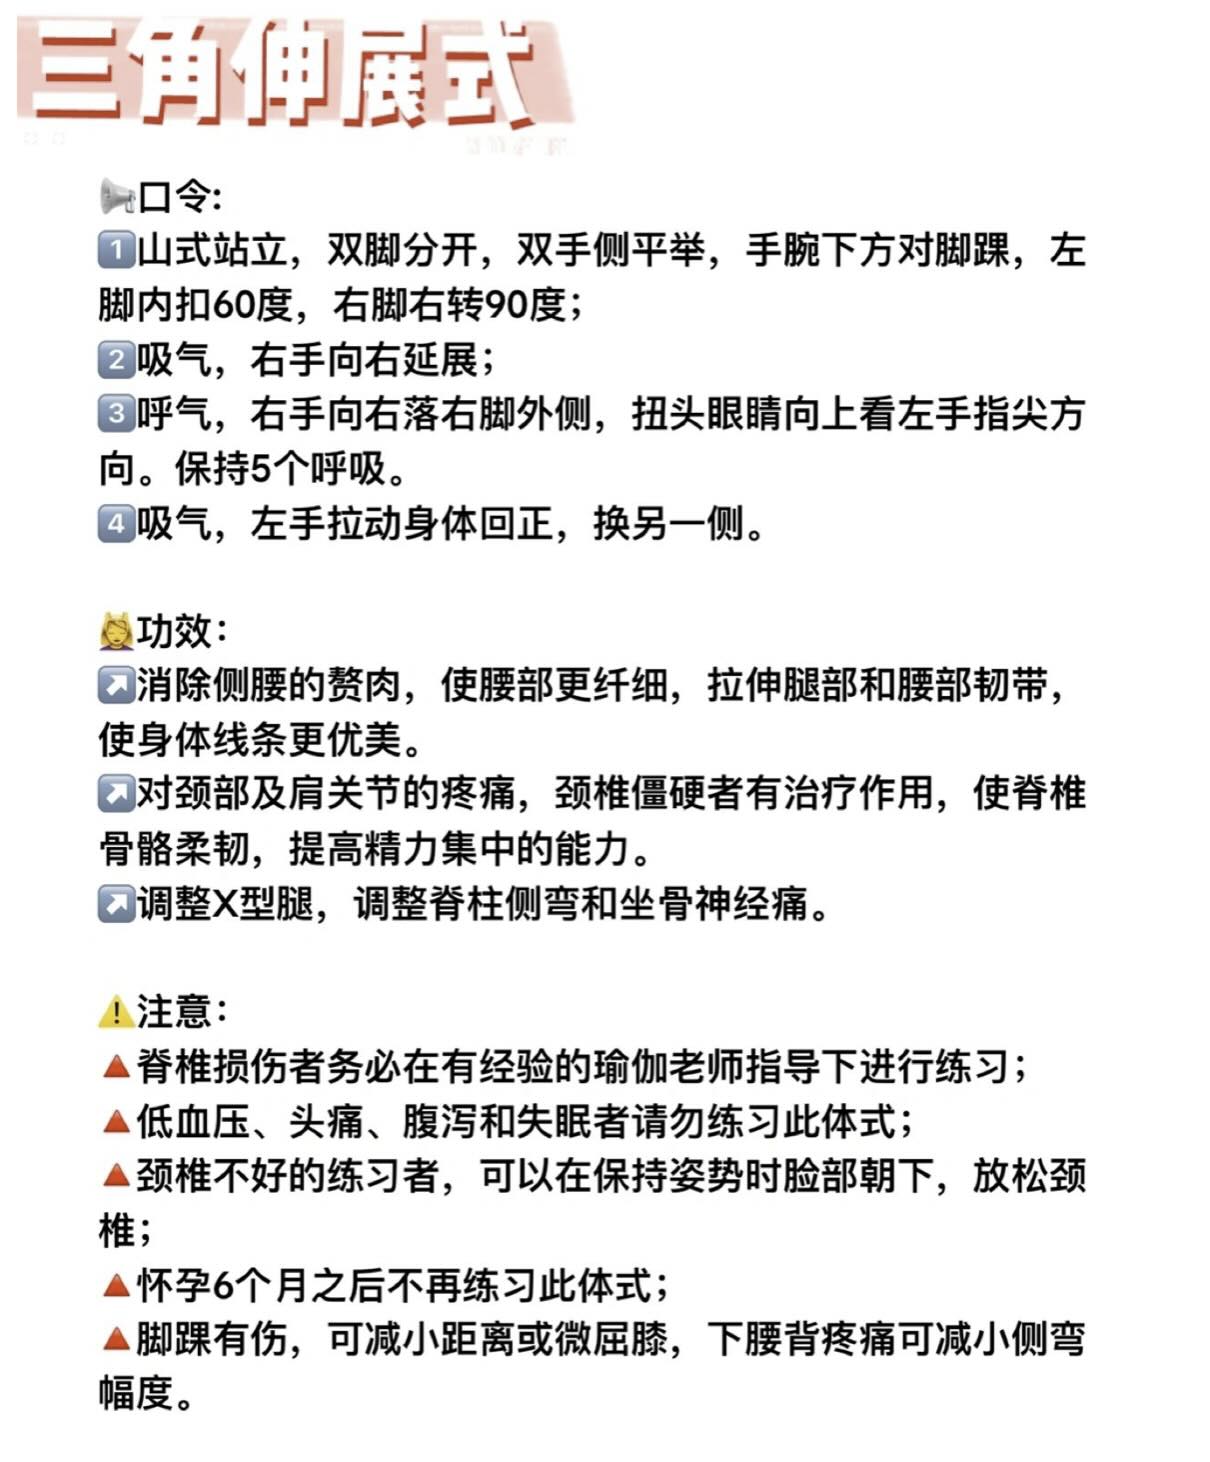 三角伸展式
📢口令:
1️⃣山式站立，双脚分开，双手侧平举，手腕下方对脚踝，左
脚内扣60度，右脚右转90度；
2️⃣吸气，右手向右延展；
3️⃣呼气，右手向右落右脚外侧，扭头眼睛向上看左手指尖方
向。保持5个呼吸。
4️⃣吸气，左手拉动身体回正，换另一侧。
💆功效：
↗️消除侧腰的赘肉，使腰部更纤细，拉伸腿部和腰部韧带，
使身体线条更优美。
↗️对颈部及肩关节的疼痛，颈椎僵硬者有治疗作用，使脊椎
骨骼柔韧，提高精力集中的能力。
↗️调整X型腿，调整脊柱侧弯和坐骨神经痛。
⚠️注意：
🔺脊椎损伤者务必在有经验的瑜伽老师指导下进行练习；
🔺低血压、头痛、腹泻和失眠者请勿练习此体式；
🔺颈椎不好的练习者，可以在保持姿势时脸部朝下，放松颈
椎；
🔺怀孕6个月之后不再练习此体式；
🔺脚踝有伤，可减小距离或微屈膝，下腰背疼痛可减小侧弯
幅度。